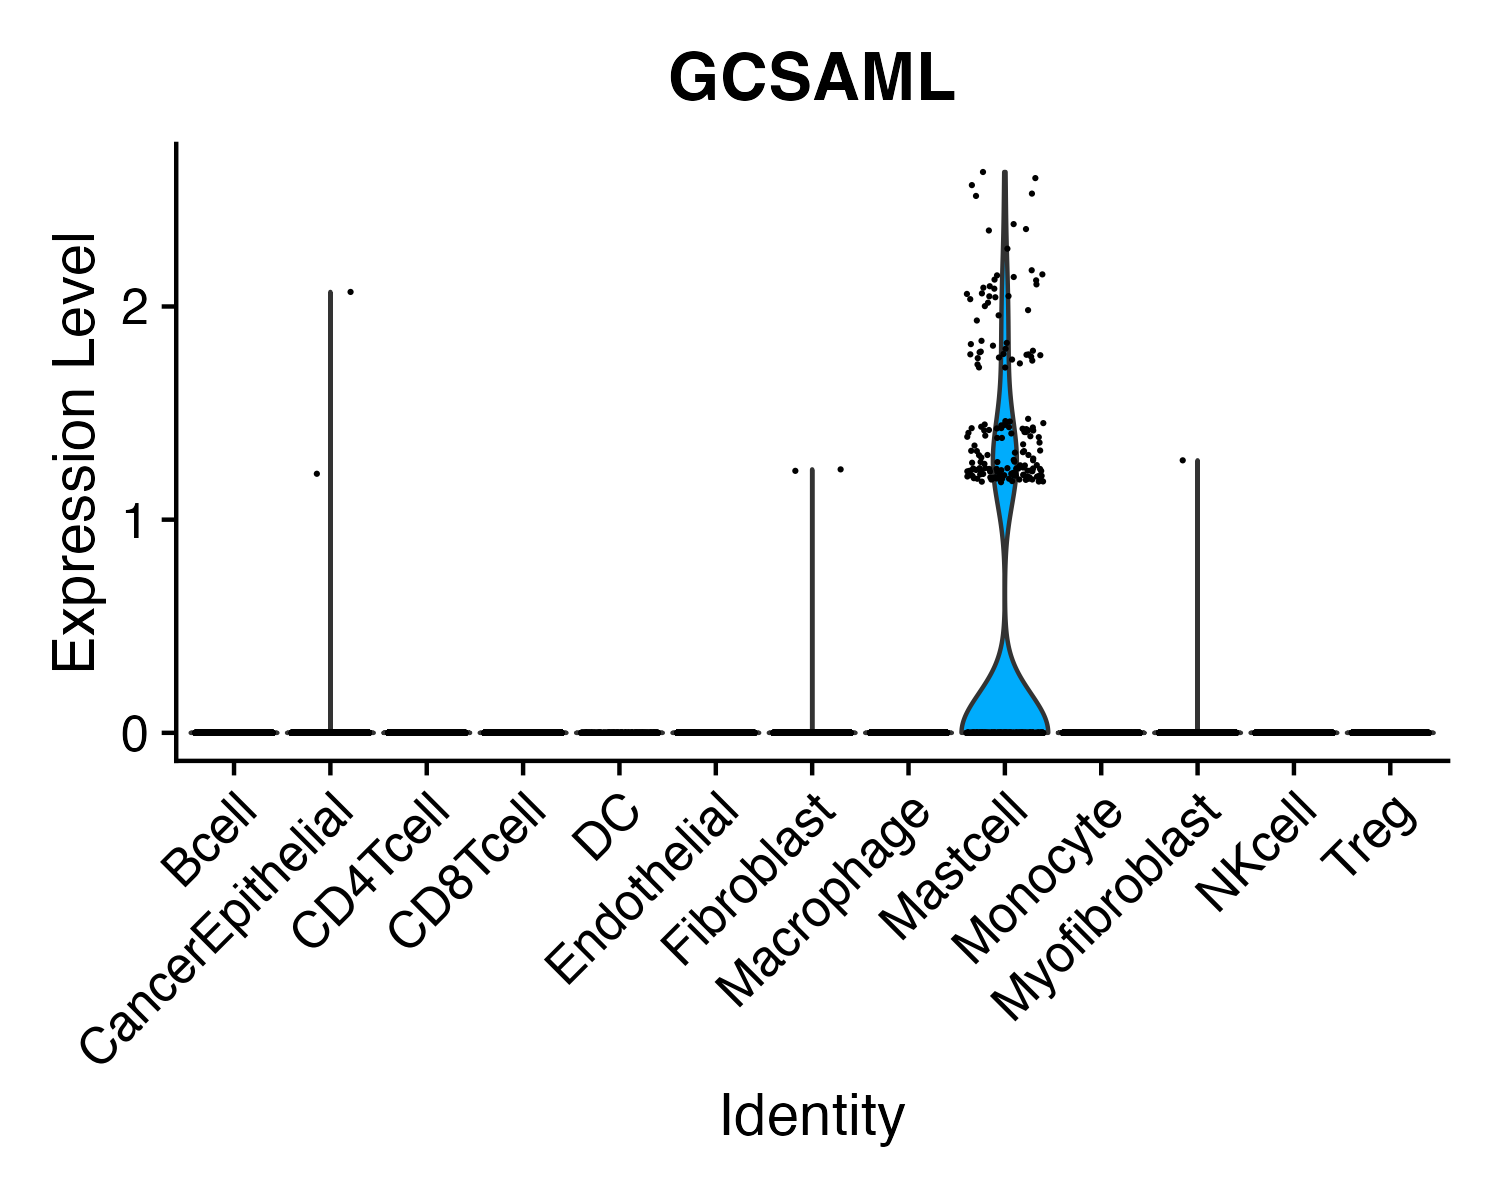 GCSAML
Expression Level
2
1
0
Bcell
CancerEpithelial
CD4Tcell
CD8Tcell
DC
Endothelial
Fibroblast
Macrophage
Mastcell
Monocyte
Myofibroblast
NKcell
Treg
Identity